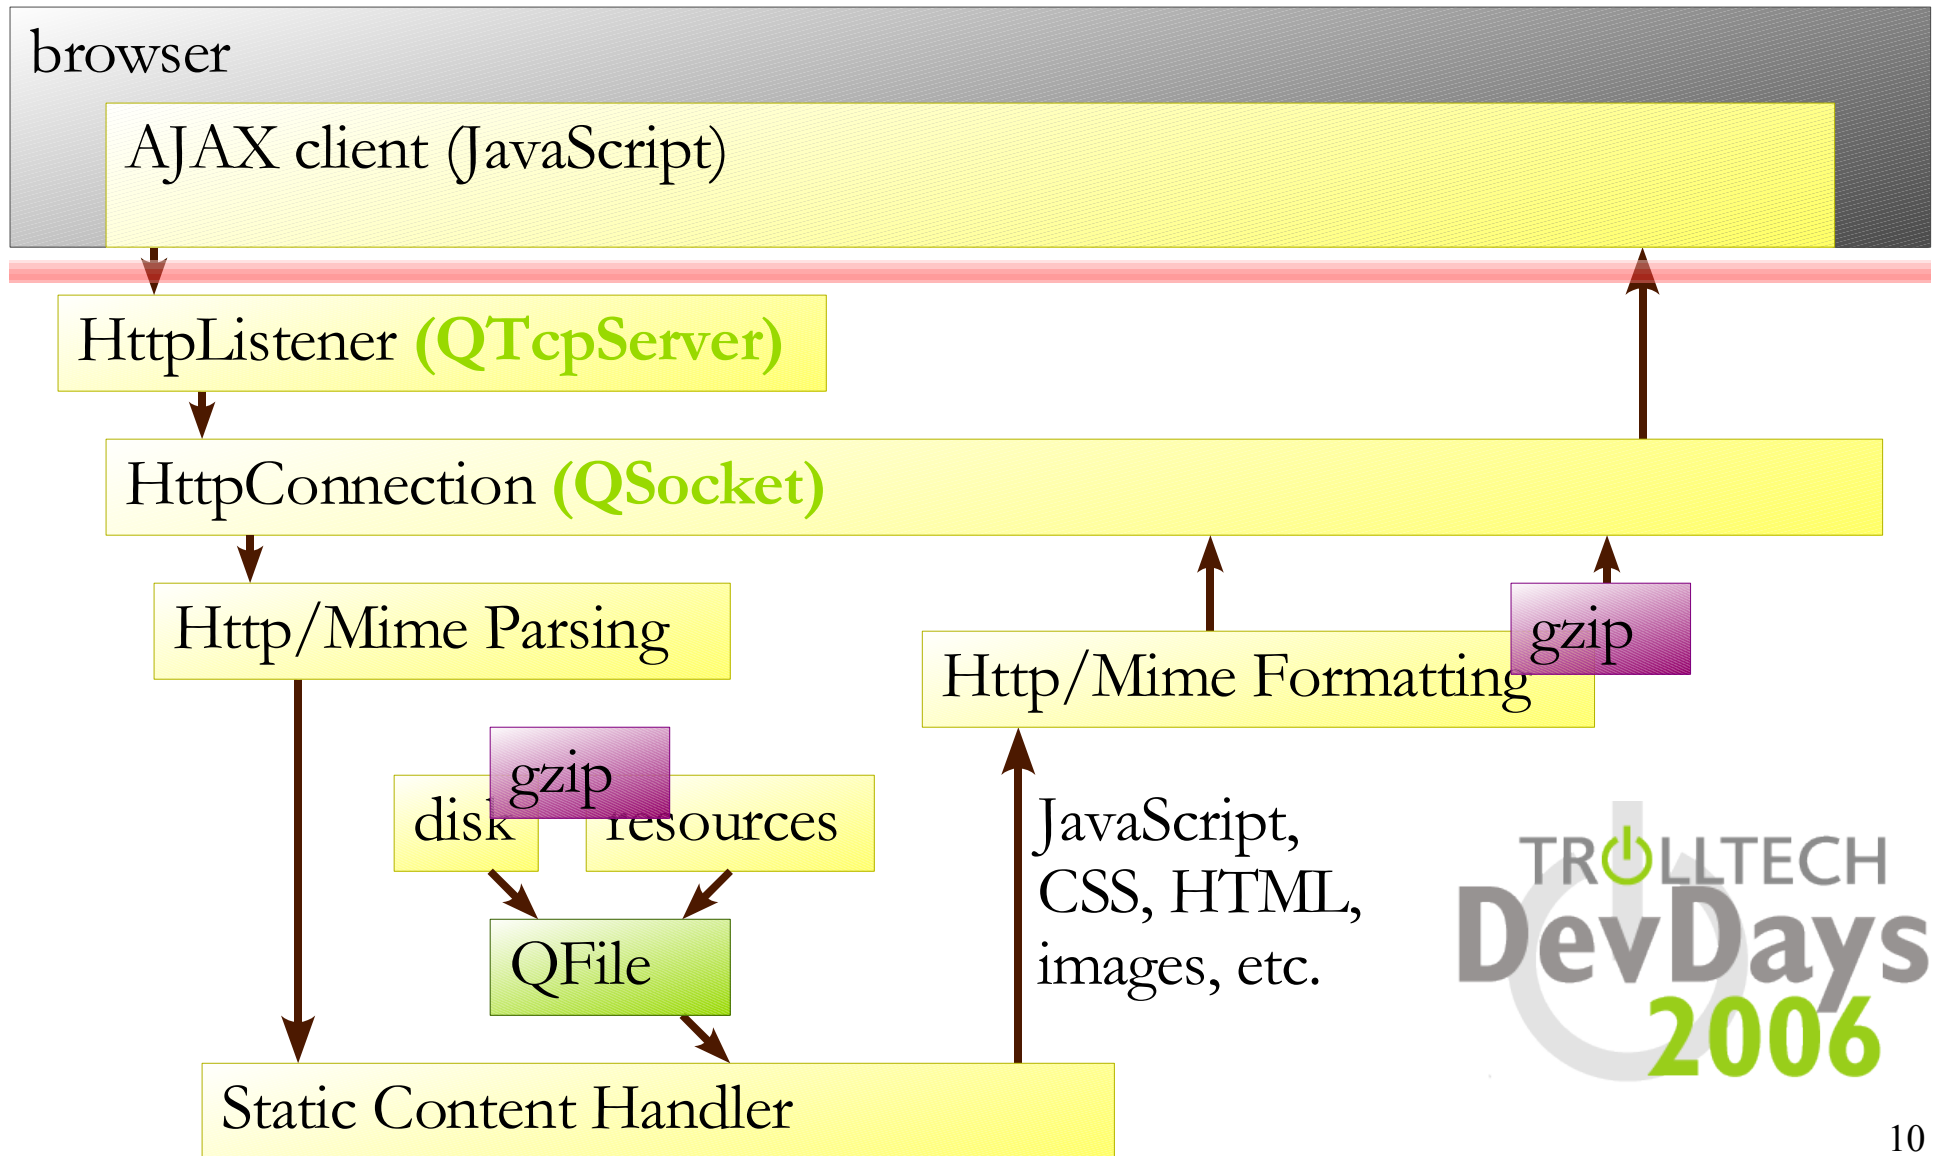 browser
AJAX client (JavaScript)
HttpListener (QTcpServer)
HttpConnection (QSocket)
Http/Mime Parsing
gzip
Http/Mime Formatting
gzip
disk
resources
JavaScript,
CSS, HTML,
images, etc.
QFile
Static Content Handler
TROLLTECH
DevDays
2006
10